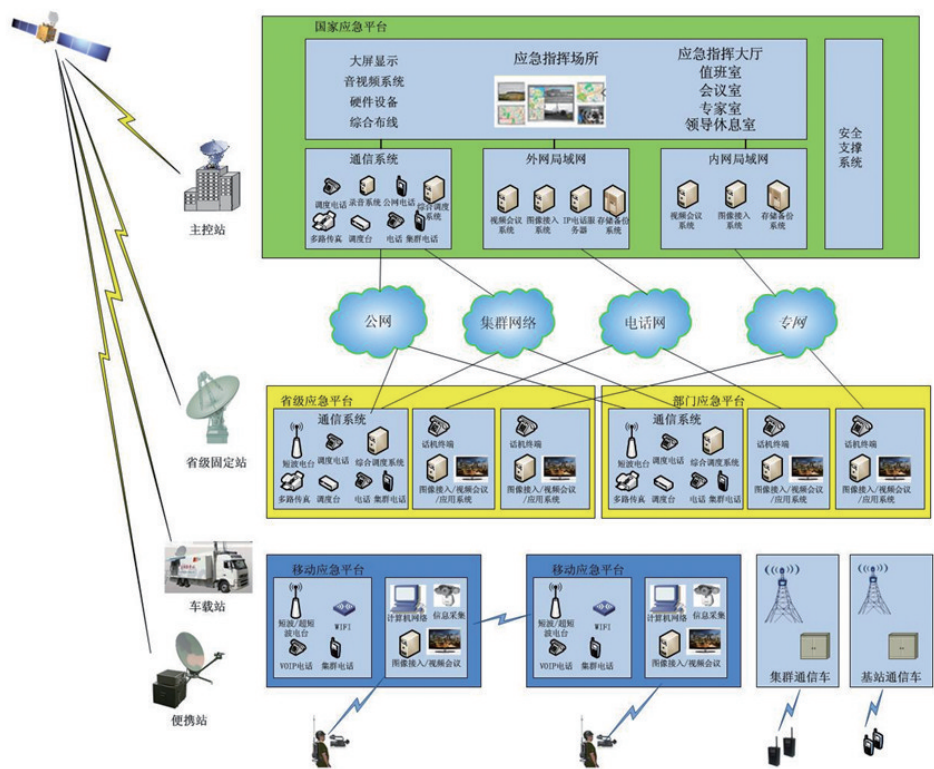 国家应急平台
大屏显示
音视频系统
硬件设备
综合布线
应急指挥场所
应急指挥大厅
值班室
会议室
专家室
领导休息室
安全
支撑
系统
通信系统
调度电话
录音系统
公网电话
综合调度
系统
多路传真
调度台
电话
集群电话
外网局域网
视频会议
系统
图像接入
系统
IP电话服
务器
存储备份
系统
内网局域网
视频会议
系统
图像接入
系统
存储备份
系统
主控站
公网
集群网络
电话网
专网
省级固定站
省级应急平台
通信系统
短波电台
调度电话
综合调度系统
多路传真
调度台
电话
集群电话
话机终端
图像接入/视频会议
/应用系统
话机终端
图像接入/视频会议
/应用系统
部门应急平台
通信系统
短波电台
调度电话
综合调度系统
多路传真
调度台
电话
集群电话
话机终端
图像接入/视频会议
/应用系统
话机终端
图像接入/视频会议
/应用系统
车载站
便携站
移动应急平台
短波/超短
波电台
WIFI
VOIP电话
集群电话
计算机网络
信息采集
图像接入/视频会议
移动应急平台
短波/超短
波电台
WIFI
VOIP电话
集群电话
计算机网络
信息采集
图像接入/视频会议
集群通信车
基站通信车